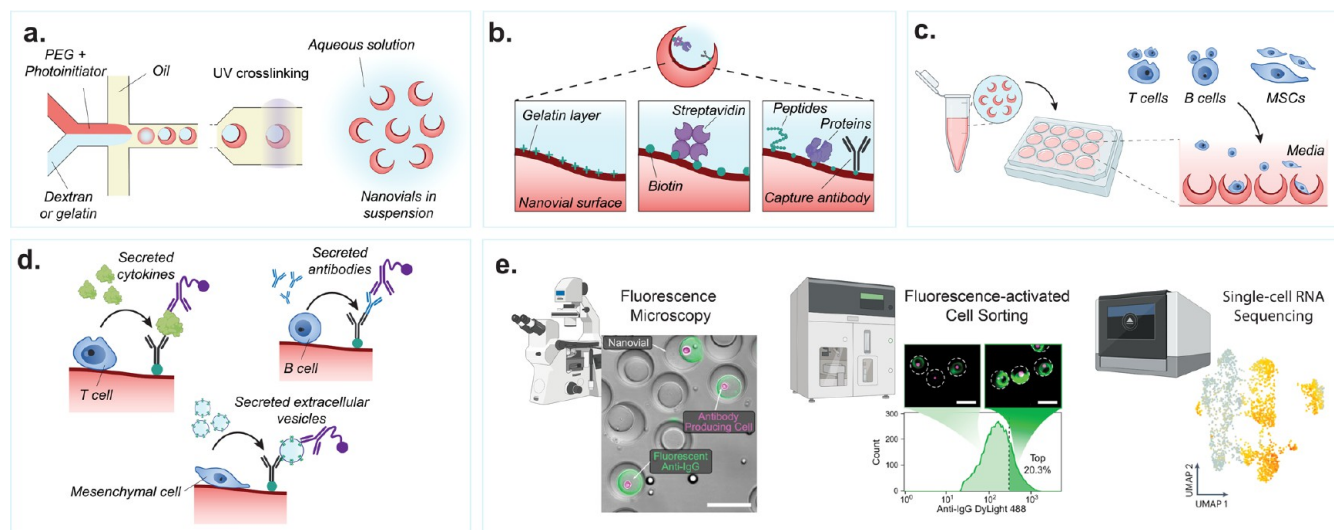 a.
PEG +
Photoinitiator
Oil
Dextran
or gelatin
UV crosslinking
Aqueous solution
Nanovials in
suspension
b.
Gelatin layer
Nanovial surface
Streptavidin
Biotin
Peptides
Proteins
Capture antibody
c.
T cells
B cells
MSCs
Media
d.
Secreted
cytokines
T cell
Secreted
antibodies
B cell
Secreted extracellular
vesicles
Mesenchymal cell
e.
Fluorescence
Microscopy
Nanovial
Antibody
Producing Cell
Fluorescent
Anti-IgG
Fluorescence-activated
Cell Sorting
300
200
100
0
Count
Top
20.3%
10⁰ 10² 10³
Anti-IgG DyLight 488
Single-cell RNA
Sequencing
UMAP 2
UMAP 1